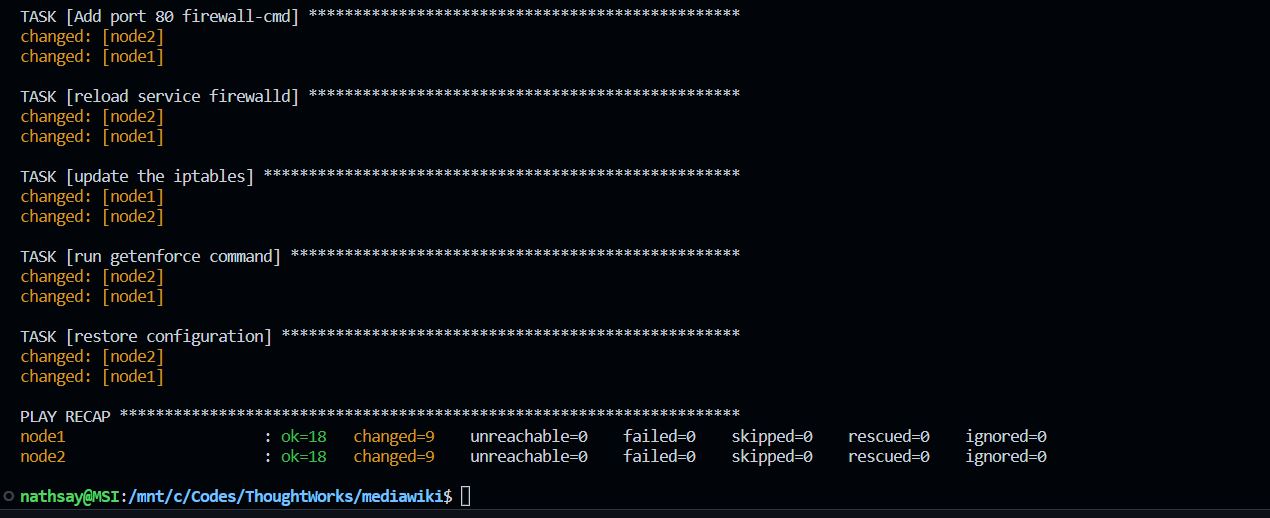 TASK [Add port 80 firewall-cmd] ************************************************
changed: [node2]
changed: [node1]
TASK [reload service firewalld] ************************************************
changed: [node2]
changed: [node1]
TASK [update the iptables] *****************************************************
changed: [node1]
changed: [node2]
TASK [run getenforce command] **************************************************
changed: [node2]
changed: [node1]
TASK [restore configuration] ***************************************************
changed: [node2]
changed: [node1]
PLAY RECAP *********************************************************************
node1 : ok=18 changed=9 unreachable=0 failed=0 skipped=0 rescued=0 ignored=0
node2 : ok=18 changed=9 unreachable=0 failed=0 skipped=0 rescued=0 ignored=0
nathsay@MSI:/mnt/c/Codes/ThoughtWorks/mediawiki$